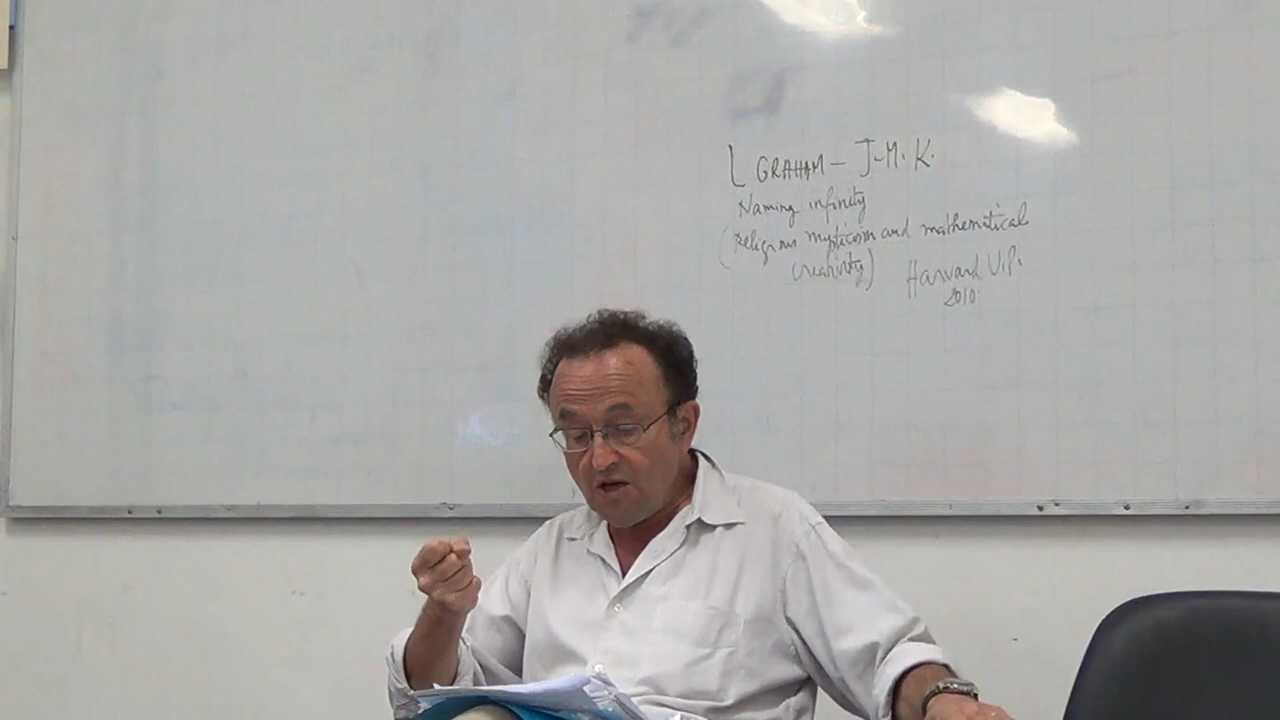 L GRAHAM – J-M. K.
Naming infinity
(Religious mysticism and mathematical
creativity) Harvard U.P.
2010